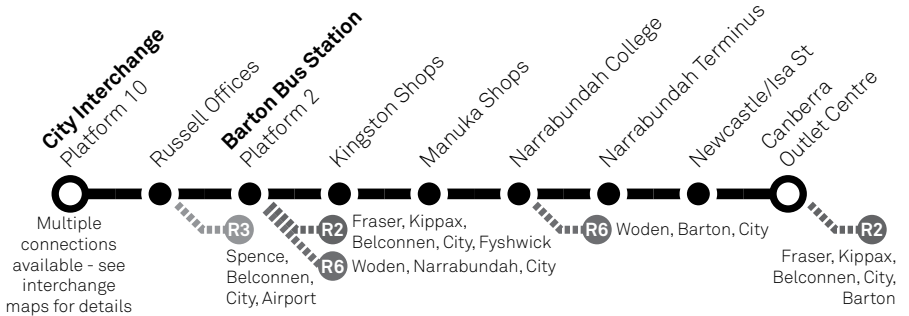 City Interchange
Platform 10
Russell Offices
Barton Bus Station
Platform 2
Kingston Shops
Manuka Shops
Narrabundah College
Narrabundah Terminus
Newcastle/Isa St
Canberra
Outlet Centre
Multiple
connections
available - see
interchange
maps for details
R3
Spence,
Belconnen,
City, Airport
R2
Fraser, Kippax,
Belconnen, City, Fyshwick
R6
Woden, Narrabundah, City
R6
Woden, Barton, City
R2
Fraser, Kippax,
Belconnen, City,
Barton